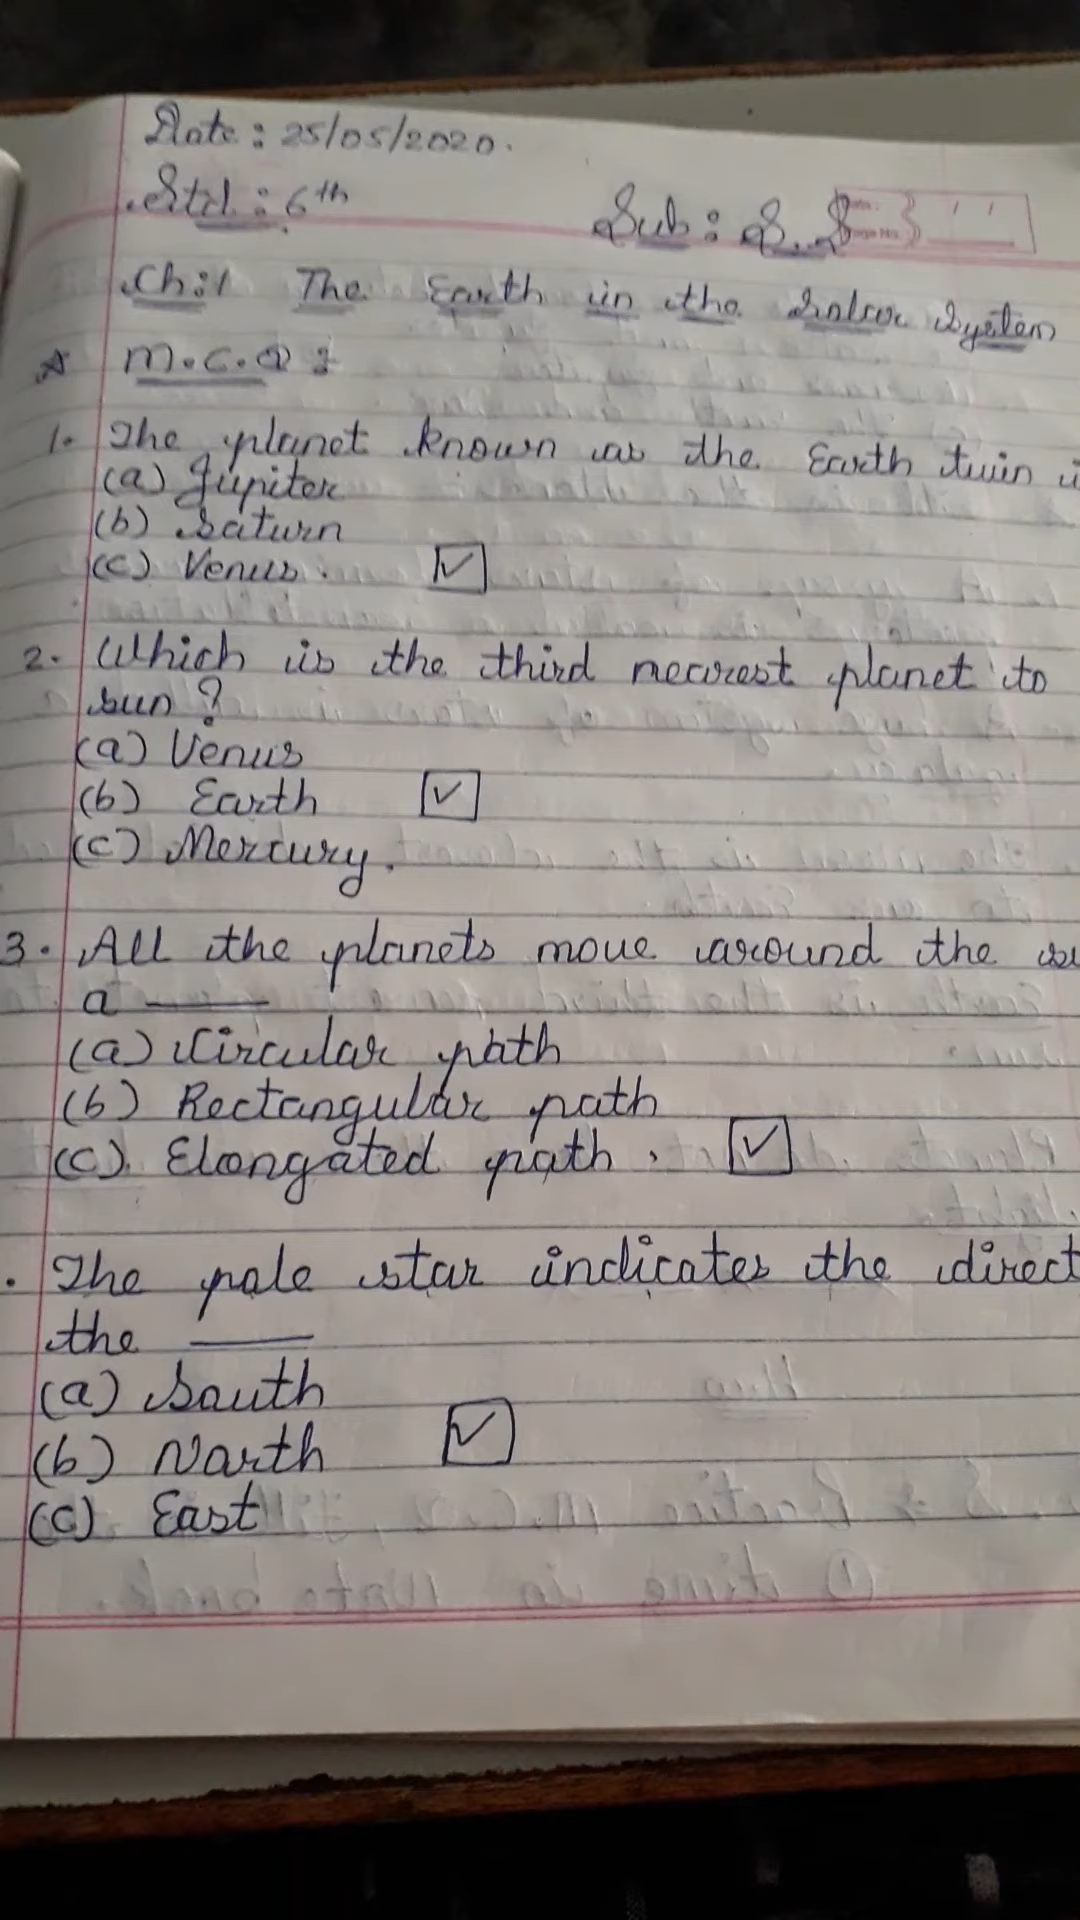 Date: 25/05/2020.
Std: 6th
Sub: S.S
Ch:1 The Earth in the Solar System
M.C.Q:
1. The planet known as the Earth twin i
(a) Jupiter
(b) Saturn
(c) Venus.
2. Which is the third nearest planet to
sun?
(a) Venus
(b) Earth
(c) Mercury.
3. All the planets move around the su
a ___
(a) Circular path
(b) Rectangular path
(c). Elongated path.
. The pole star indicates the direct
the ___
(a) South
(b) North
(c) East